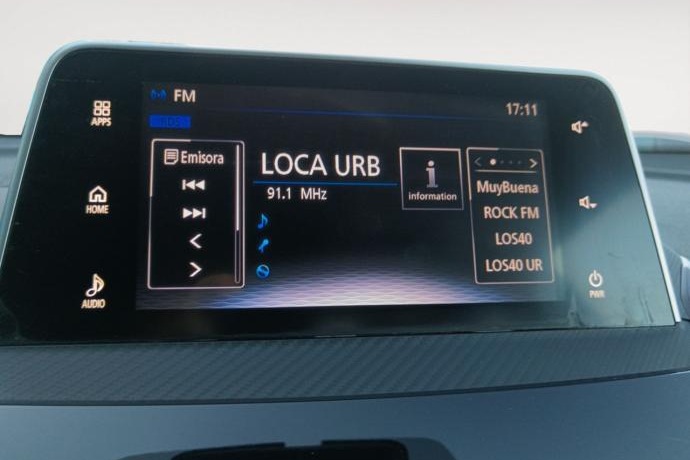 FM
17:11
RDS
APPS
HOME
AUDIO
Emisora
LOCA URB
91.1 MHz
information
MuyBuena
ROCK FM
LOS40
LOS40 UR
PWR